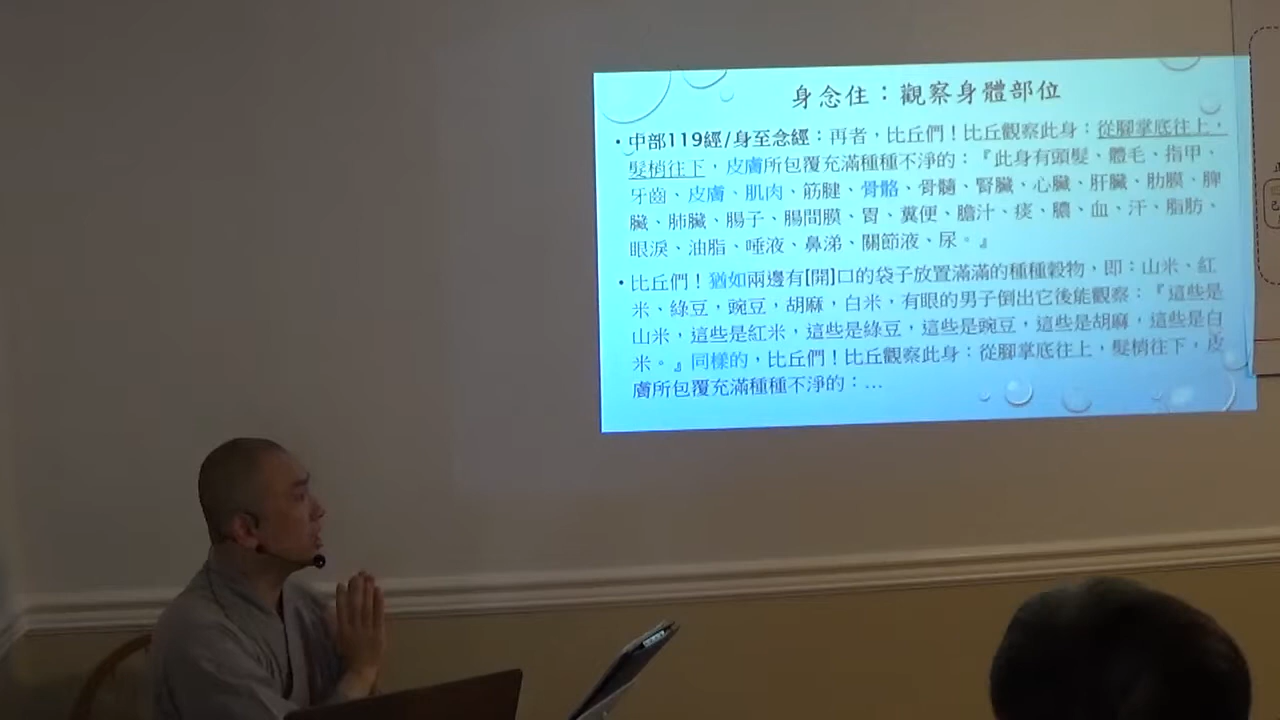 身念住：觀察身體部位
• 中部119經/身至念經：再者，比丘們！比丘觀察此身：從腳掌底往上，
髮梢往下，皮膚所包覆充滿種種不淨的：『此身有頭髮、體毛、指甲、
牙齒、皮膚、肌肉、筋腱、骨骼、骨髓、腎臟、心臟、肝臟、肋膜、脾
臟、肺臟、腸子、腸間膜、胃、糞便、膽汁、痰、膿、血、汗、脂肪、
眼淚、油脂、唾液、鼻涕、關節液、尿。』
• 比丘們！猶如兩邊有[開]口的袋子放置滿滿的種種穀物，即：山米、紅
米、綠豆，豌豆，胡麻，白米，有眼的男子倒出它後能觀察：『這些是
山米，這些是紅米，這些是綠豆，這些是豌豆，這些是胡麻，這些是白
米。』同樣的，比丘們！比丘觀察此身：從腳掌底往上，髮梢往下，皮
膚所包覆充滿種種不淨的：…